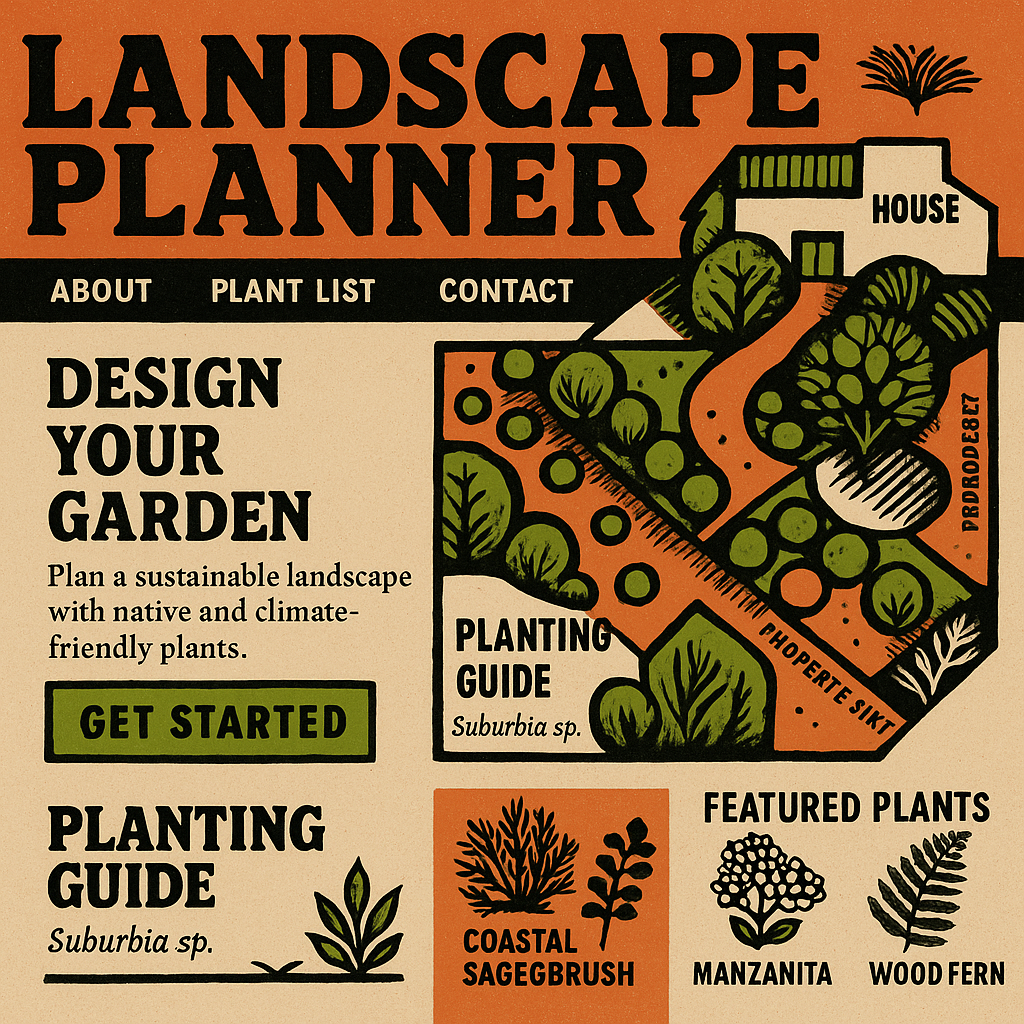 LANDSCAPE
PLANNER
HOUSE
ABOUT PLANT LIST CONTACT
DESIGN
YOUR
GARDEN
Plan a sustainable landscape
with native and climate-
friendly plants.
GET STARTED
PLANTING
GUIDE
Suburbia sp.
PHOPERTE SIKT
PLANTING
GUIDE
Suburbia sp.
COASTAL
SAGEGBRUSH
FEATURED PLANTS
MANZANITA
WOOD FERN